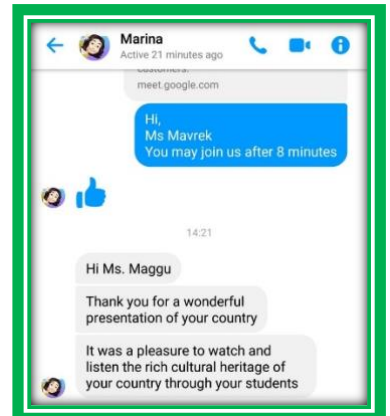 Marina
Active 21 minutes ago
customers.
meet.google.com
Hi,
Ms Mavrek
You may join us after 8 minutes
14:21
Hi Ms. Maggu
Thank you for a wonderful
presentation of your country
It was a pleasure to watch and
listen the rich cultural heritage of
your country through your students